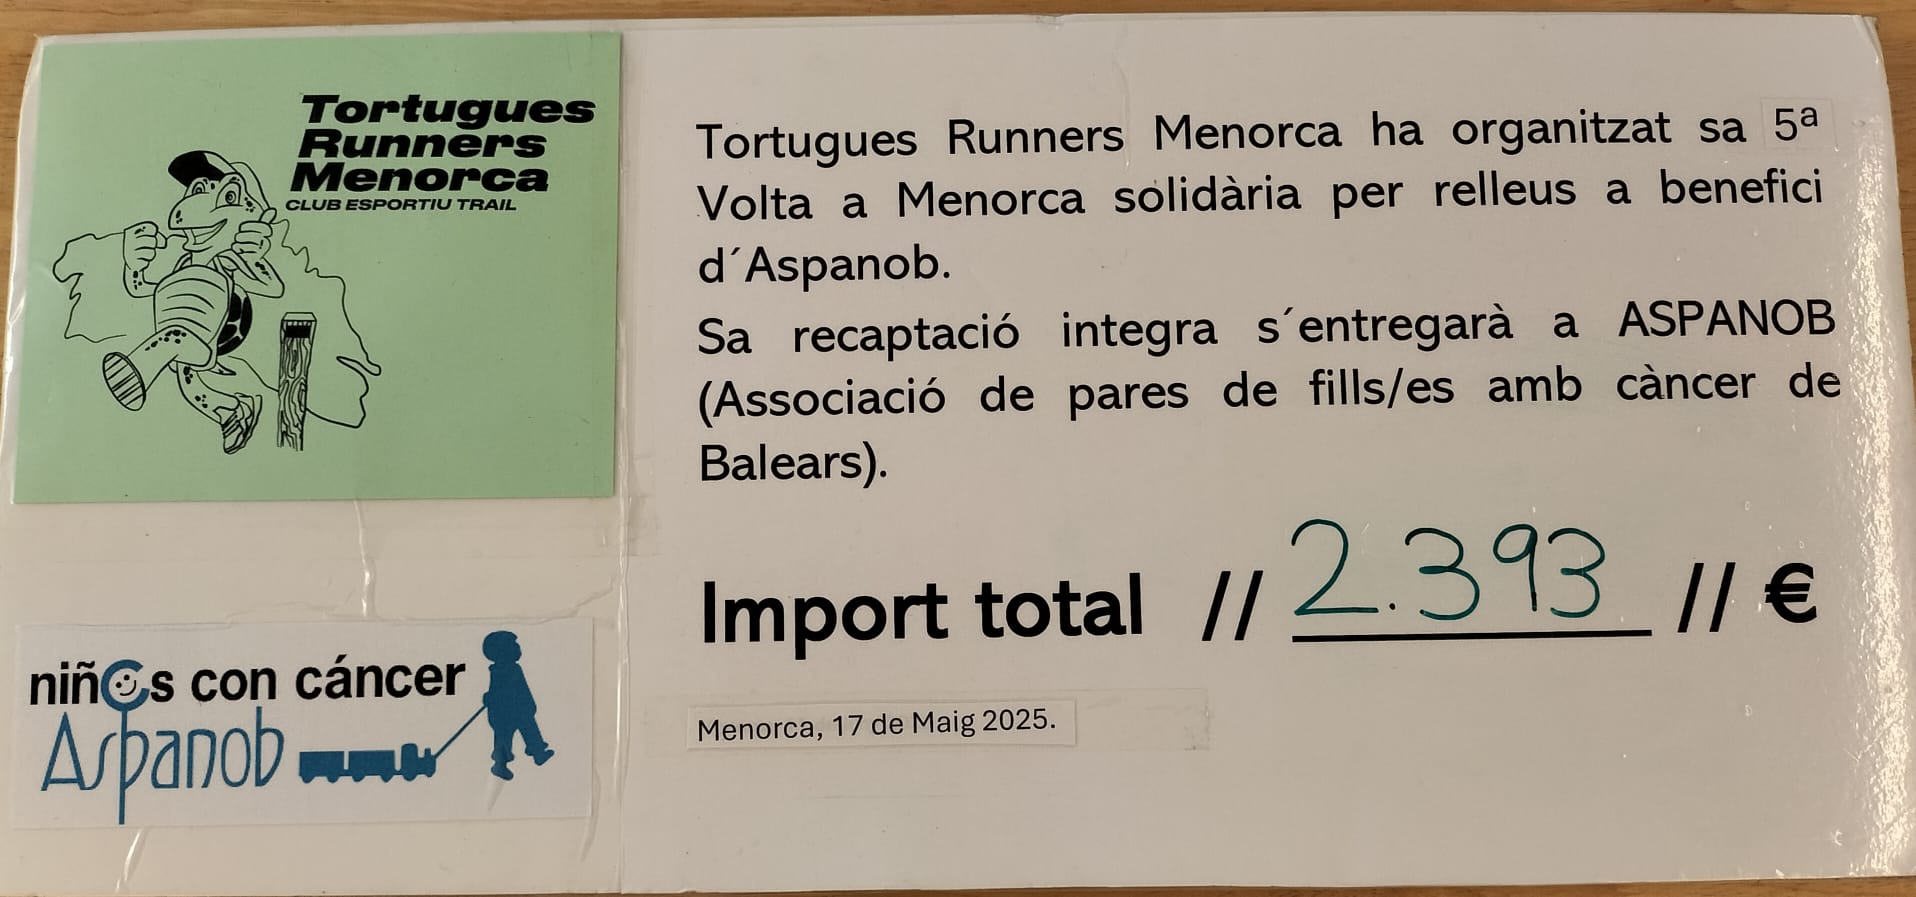 Tortugues
Runners
Menorca
CLUB ESPORTIU TRAIL
niños con cáncer
Aspanob
Tortugues Runners Menorca ha organitzat sa 5ª
Volta a Menorca solidària per relleus a benefici
d´Aspanob.
Sa recaptació integra s´entregarà a ASPANOB
(Associació de pares de fills/es amb càncer de
Balears).
Import total // 2.393 // €
Menorca, 17 de Maig 2025.